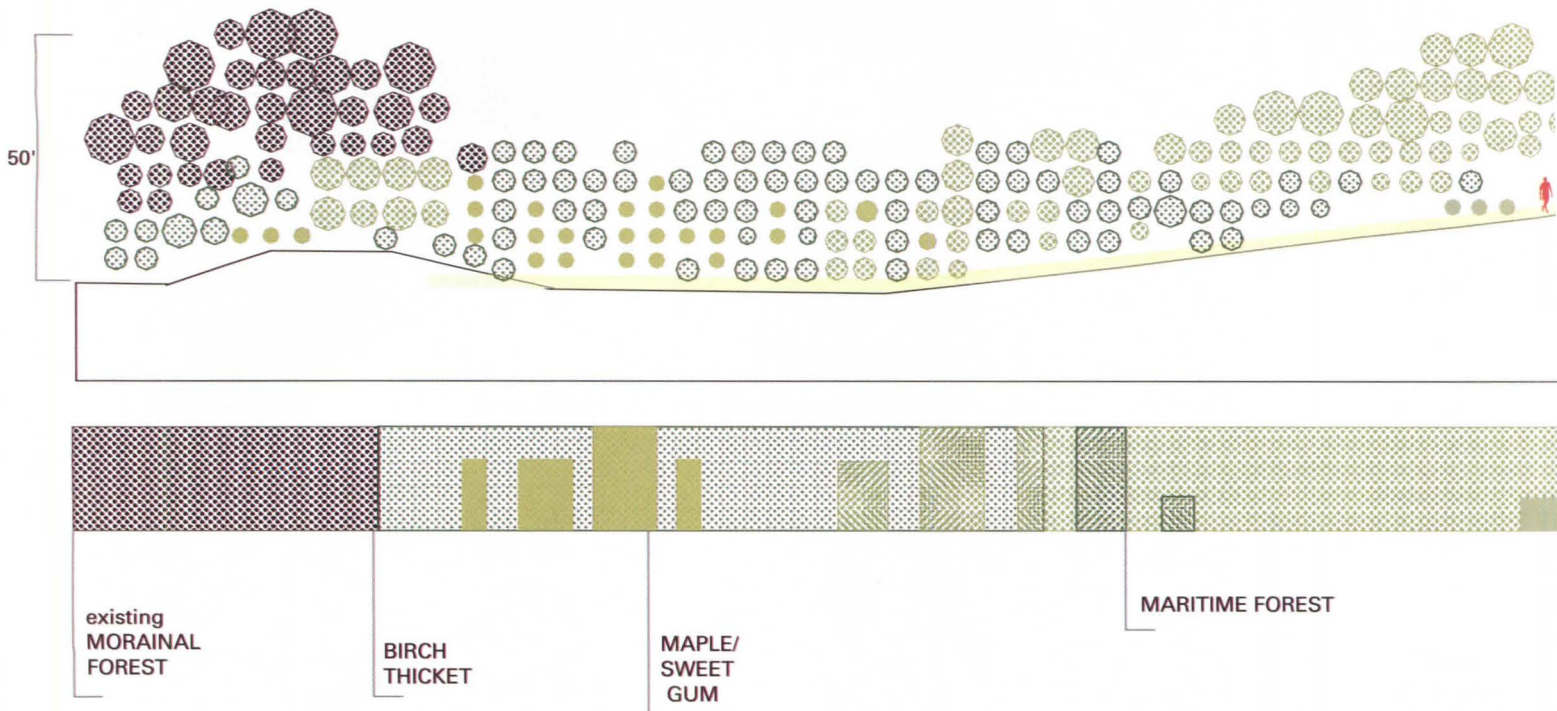 50'
existing
MORAINAL
FOREST
BIRCH
THICKET
MAPLE/
SWEET
GUM
MARITIME FOREST